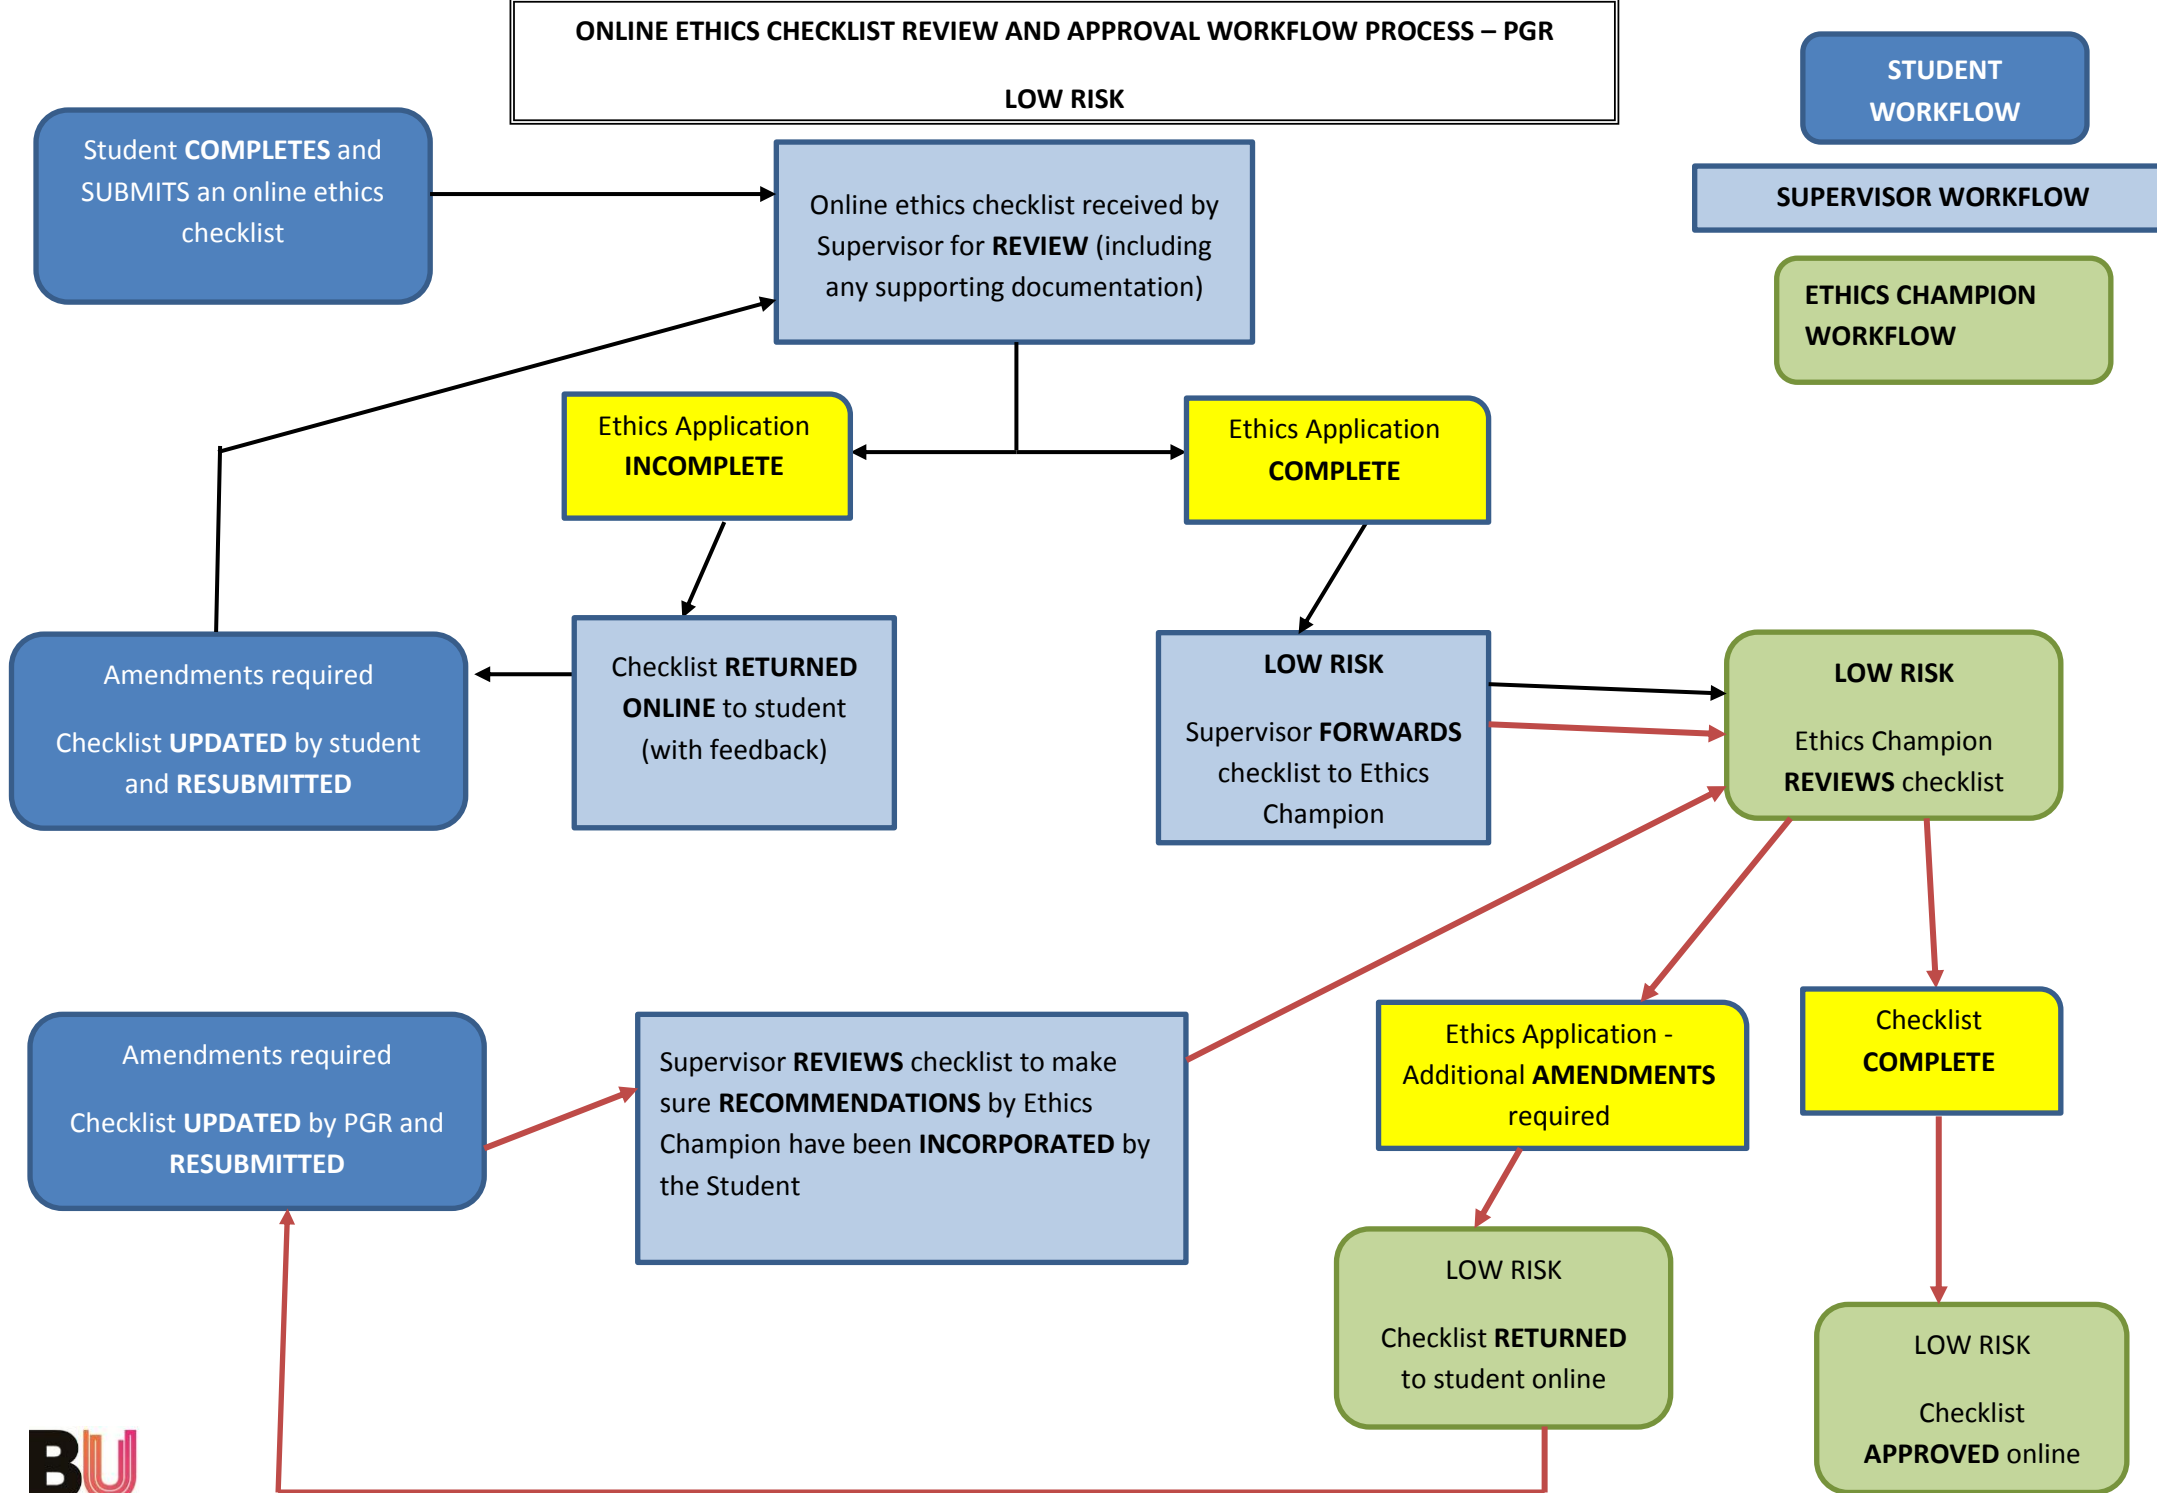 ONLINE ETHICS CHECKLIST REVIEW AND APPROVAL WORKFLOW PROCESS – PGR
LOW RISK
STUDENT
WORKFLOW
SUPERVISOR WORKFLOW
ETHICS CHAMPION
WORKFLOW
Student COMPLETES and
SUBMITS an online ethics
checklist
Online ethics checklist received by
Supervisor for REVIEW (including
any supporting documentation)
Ethics Application
INCOMPLETE
Ethics Application
COMPLETE
Amendments required
Checklist UPDATED by student
and RESUBMITTED
Checklist RETURNED
ONLINE to student
(with feedback)
LOW RISK
Supervisor FORWARDS
checklist to Ethics
Champion
LOW RISK
Ethics Champion
REVIEWS checklist
Amendments required
Checklist UPDATED by PGR and
RESUBMITTED
Supervisor REVIEWS checklist to make
sure RECOMMENDATIONS by Ethics
Champion have been INCORPORATED by
the Student
Ethics Application -
Additional AMENDMENTS
required
Checklist
COMPLETE
LOW RISK
Checklist RETURNED
to student online
LOW RISK
Checklist
APPROVED online
BU